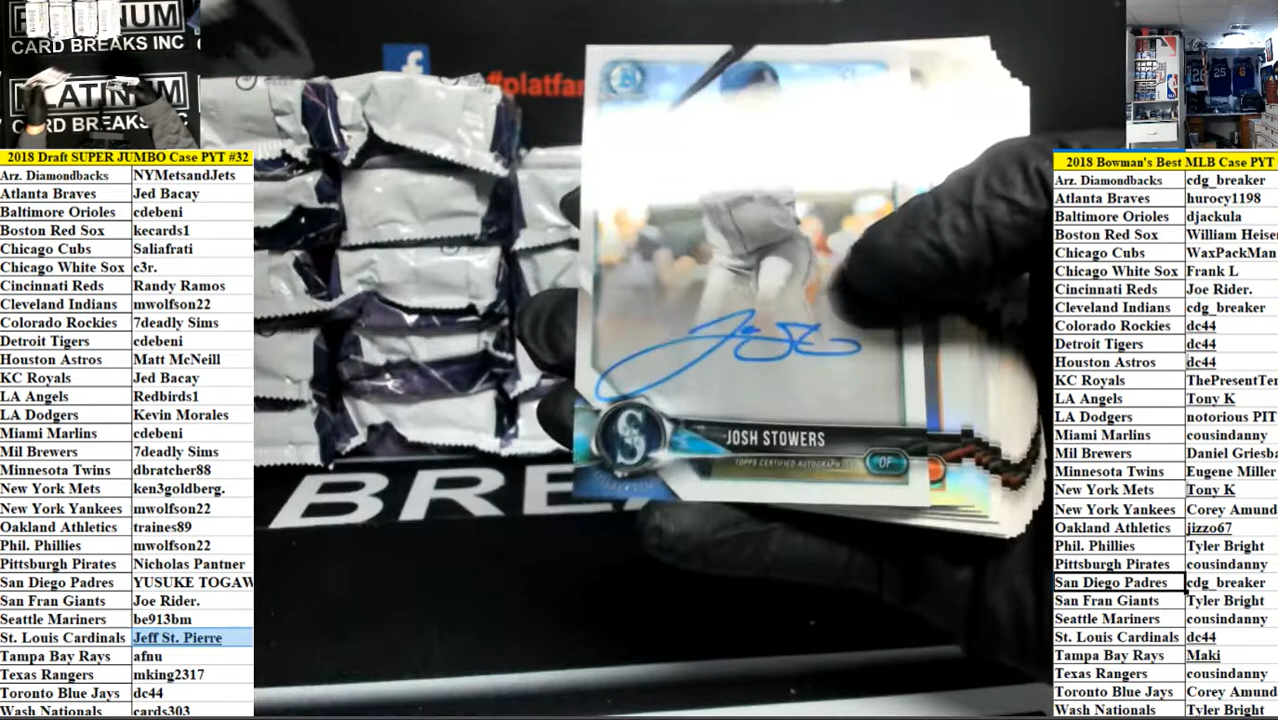 PLATINUM
CARD BREAKS INC
PLATINUM
CARD BREAKS INC
2018 Draft SUPER JUMBO Case PYT #32
Arz. Diamondbacks NYMetsandJets
Atlanta Braves Jed Bacay
Baltimore Orioles cdebeni
Boston Red Sox kecards1
Chicago Cubs Saliafrati
Chicago White Sox c3r.
Cincinnati Reds Randy Ramos
Cleveland Indians mwolfson22
Colorado Rockies 7deadly Sims
Detroit Tigers cdebeni
Houston Astros Matt McNeill
KC Royals Jed Bacay
LA Angels Redbirds1
LA Dodgers Kevin Morales
Miami Marlins cdebeni
Mil Brewers 7deadly Sims
Minnesota Twins dbratcher88
New York Mets ken3goldberg.
New York Yankees mwolfson22
Oakland Athletics traines89
Phil. Phillies mwolfson22
Pittsburgh Pirates Nicholas Pantner
San Diego Padres YUSUKE TOGAW
San Fran Giants Joe Rider.
Seattle Mariners be913bm
St. Louis Cardinals Jeff St. Pierre
Tampa Bay Rays afnu
Texas Rangers mking2317
Toronto Blue Jays dc44
Wash Nationals cards303
f
#platfam
BREA
JOSH STOWERS
TOPPS CERTIFIED AUTOGRAPH
OF
S
28
25
6
2018 Bowman's Best MLB Case PYT
Arz. Diamondbacks cdg_breaker
Atlanta Braves hurocy1198
Baltimore Orioles djackula
Boston Red Sox William Heiser
Chicago Cubs WaxPackMan
Chicago White Sox Frank L
Cincinnati Reds Joe Rider.
Cleveland Indians cdg_breaker
Colorado Rockies dc44
Detroit Tigers dc44
Houston Astros dc44
KC Royals ThePresentTen
LA Angels Tony K
LA Dodgers notorious PIT
Miami Marlins cousindanny
Mil Brewers Daniel Griesba
Minnesota Twins Eugene Miller
New York Mets Tony K
New York Yankees Corey Amund
Oakland Athletics jizzo67
Phil. Phillies Tyler Bright
Pittsburgh Pirates cousindanny
San Diego Padres cdg_breaker
San Fran Giants Tyler Bright
Seattle Mariners cousindanny
St. Louis Cardinals dc44
Tampa Bay Rays Maki
Texas Rangers cousindanny
Toronto Blue Jays Corey Amund
Wash Nationals Tyler Bright